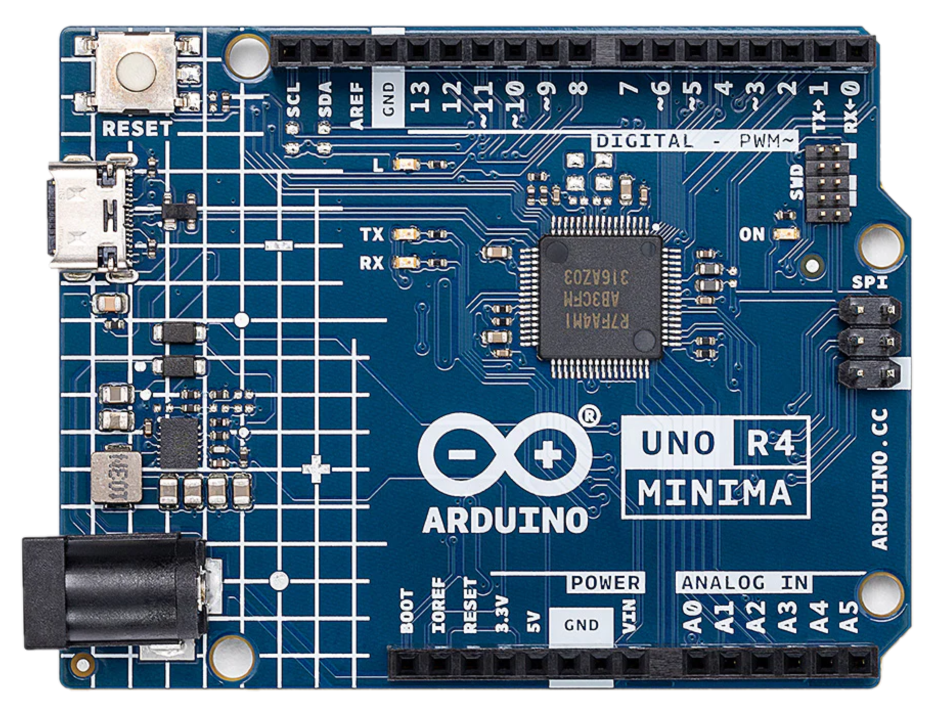 RESET
SCL
SDA
AREF
GND
13
12
~11
~10
~9
8
7
~6
~5
4
~3
2
TX→1
RX←0
DIGITAL - PWM~
L
TX
RX
SWD
ON
SPI
R7FA4M1
AB3CFM
316AZ03
®
UNO R4
MINIMA
ARDUINO
ARDUINO.CC
POWER
ANALOG IN
BOOT
IOREF
RESET
3.3V
5V
GND
VIN
A0
A1
A2
A3
A4
A5